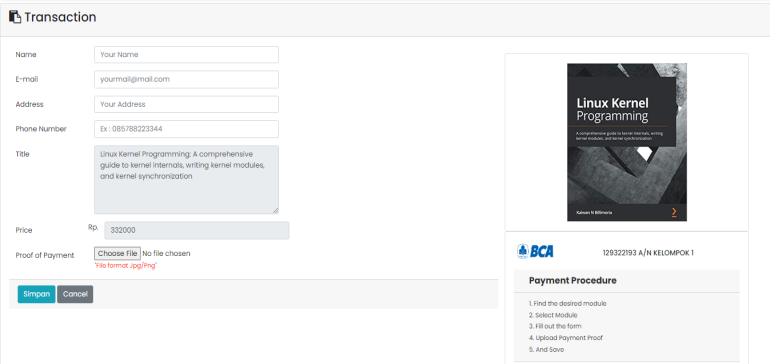 Transaction
Name
Your Name
E-mail
yourmail@mail.com
Address
Your Address
Phone Number
Ex : 085788223344
Title
Linux Kernel Programming: A comprehensive
guide to kernel internals, writing kernel modules,
and kernel synchronization
Price
Rp.
332000
Proof of Payment
Choose File No file chosen
"File format Jpg/Png"
Simpan
Cancel
Linux Kernel
Programming
A comprehensive guide to kernel internals, writing
kernel modules, and kernel synchronization
Kaiwan N Billimoria
BCA
129322193 A/N KELOMPOK 1
Payment Procedure
1. Find the desired module
2. Select Module
3. Fill out the form
4. Upload Payment Proof
5. And Save